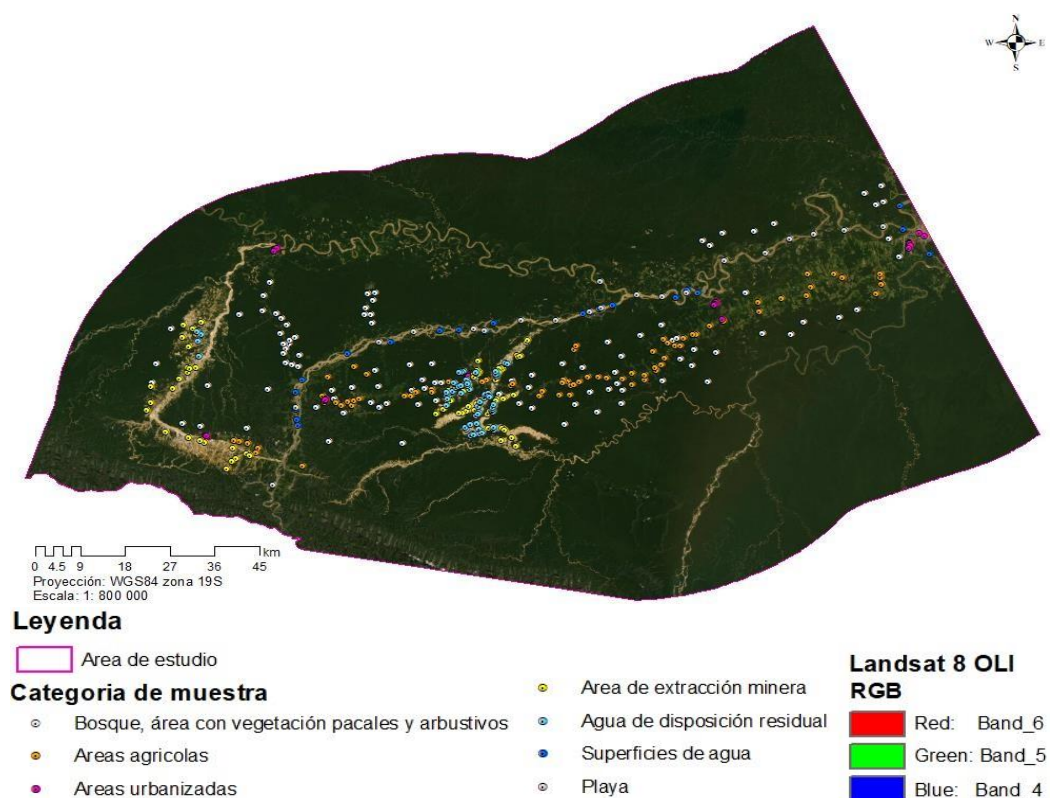 N
W E
S
km
0 4.5 9 18 27 36 45
Proyección: WGS84 zona 19S
Escala: 1: 800 000
Leyenda
Area de estudio
Categoria de muestra
Bosque, área con vegetación pacales y arbustivos
Areas agricolas
Areas urbanizadas
Area de extracción minera
Agua de disposición residual
Superficies de agua
Playa
Landsat 8 OLI
RGB
Red: Band_6
Green: Band_5
Blue: Band_4